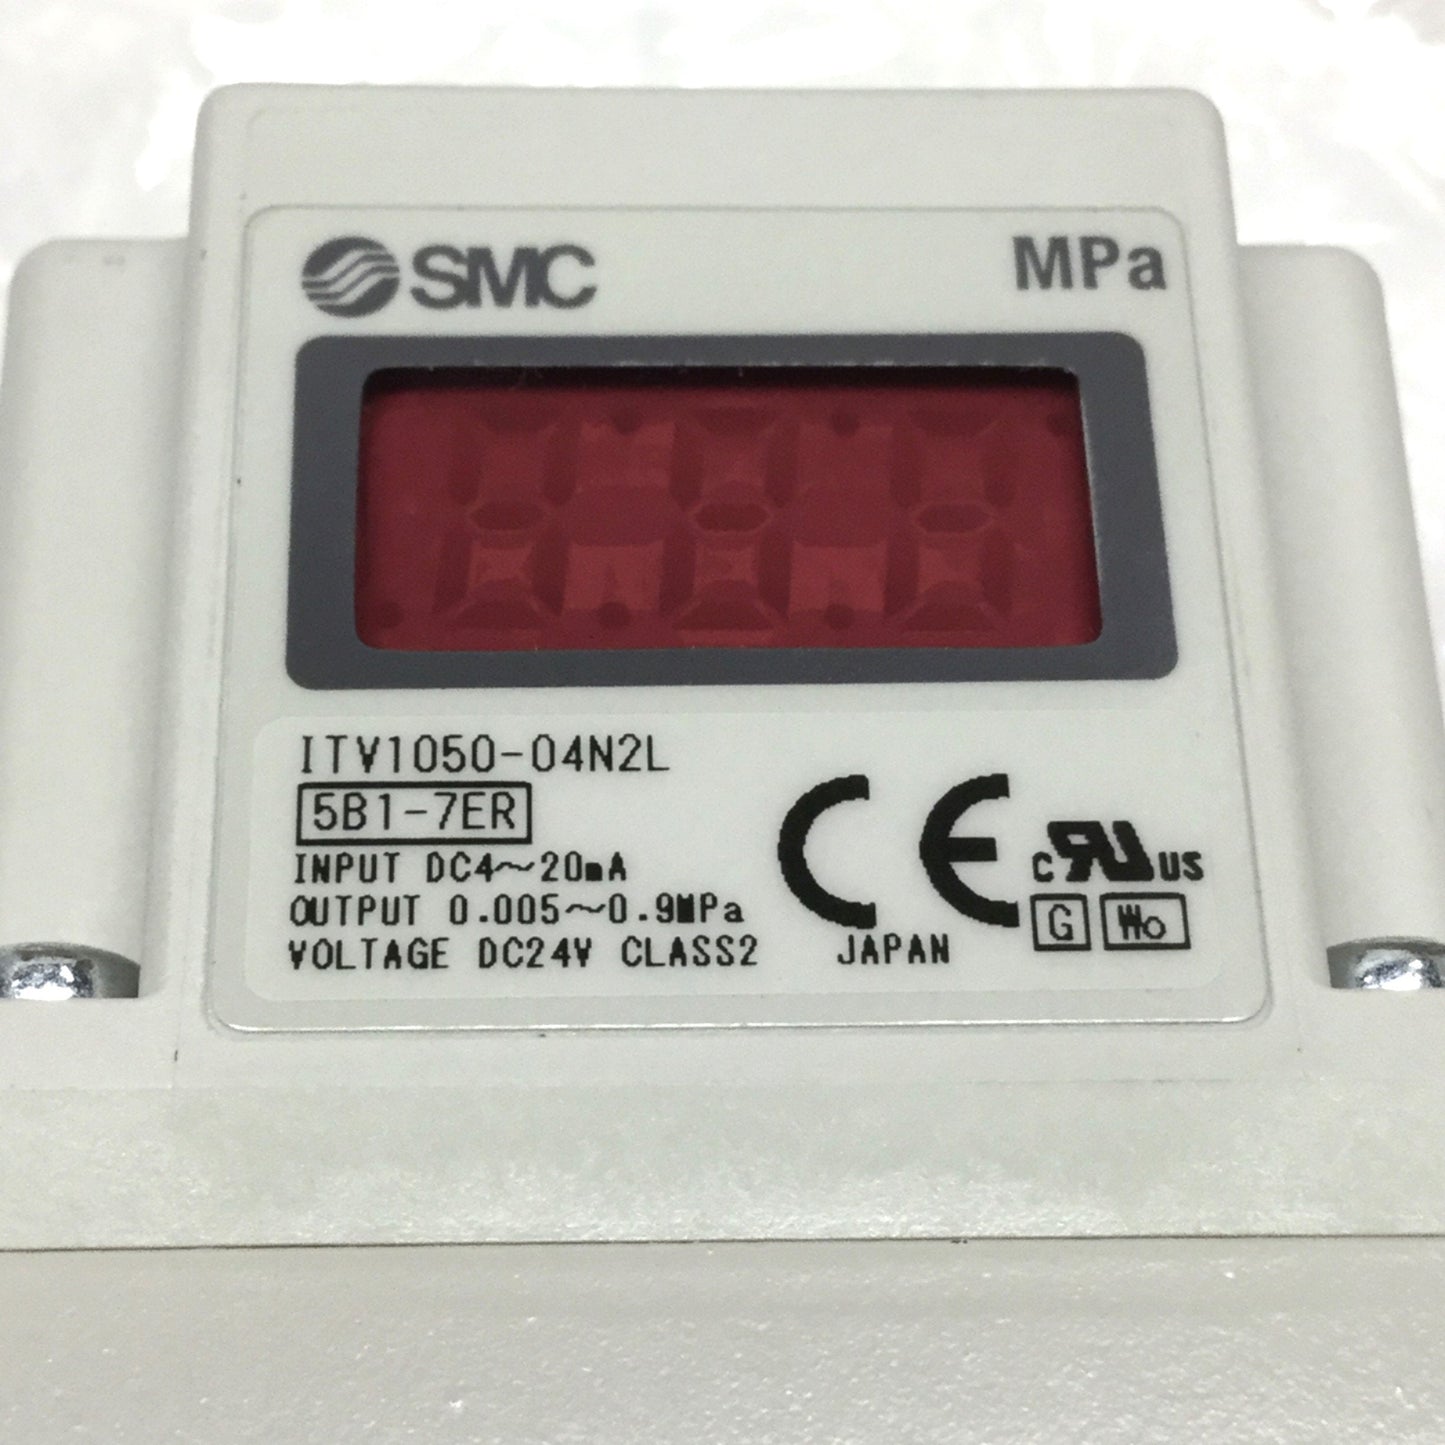 SMC MPa
ITV1050-04N2L
5B1-7ER
INPUT DC4~20mA
OUTPUT 0.005~0.9MPa
VOLTAGE DC24V CLASS2
CE
JAPAN
c RU US
G